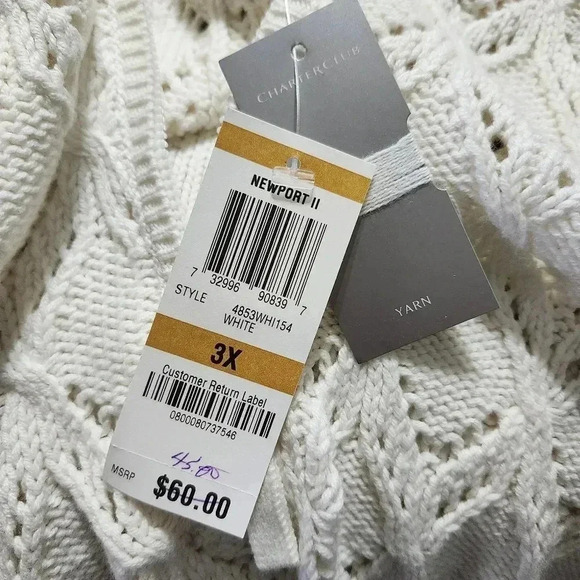 CHARTER CLUB
YARN
NEWPORT II
7 32996 90839 7
STYLE 4853WHI154
WHITE
3X
Customer Return Label
0800080737546
45.00
MSRP $60.00